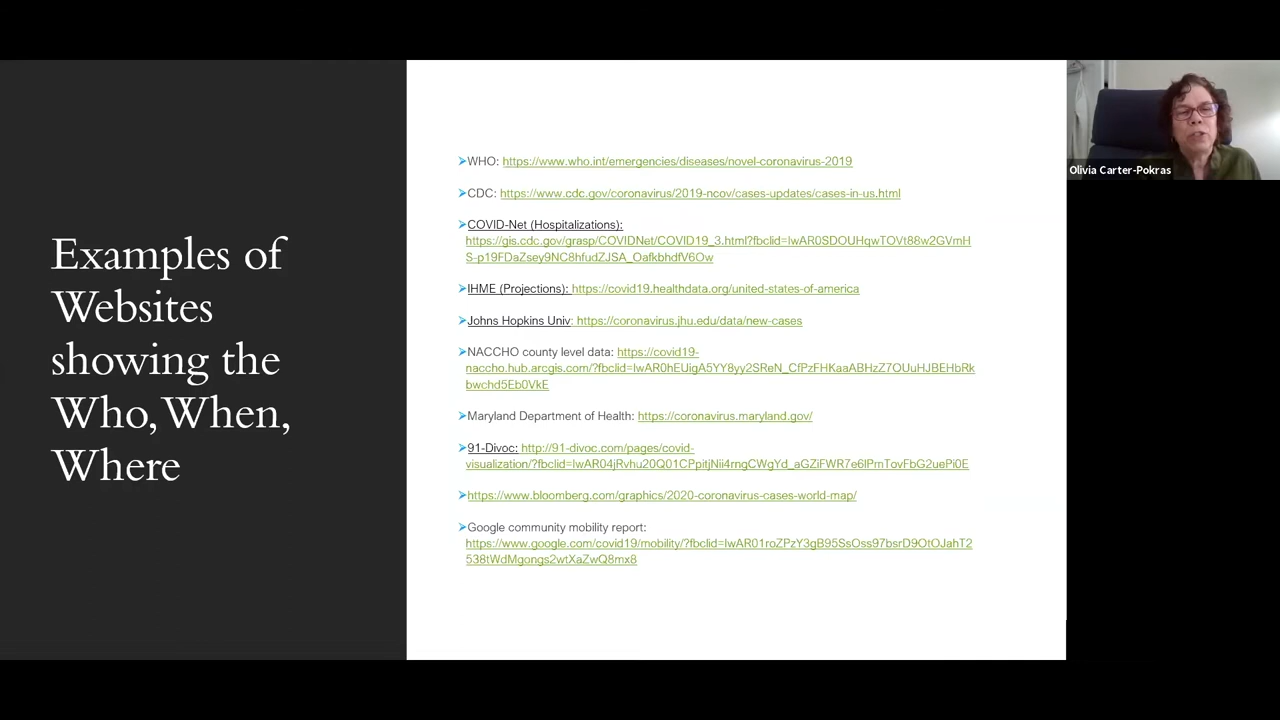 Examples of
Websites
showing the
Who, When,
Where
➢WHO: https://www.who.int/emergencies/diseases/novel-coronavirus-2019
➢CDC: https://www.cdc.gov/coronavirus/2019-ncov/cases-updates/cases-in-us.html
➢COVID-Net (Hospitalizations):
https://gis.cdc.gov/grasp/COVIDNet/COVID19_3.html?fbclid=IwAR0SDOUHqwTOVt88w2GVmH
S-p19FDaZsey9NC8hfudZJSA_OafkbhdfV6Ow
➢IHME (Projections): https://covid19.healthdata.org/united-states-of-america
➢Johns Hopkins Univ: https://coronavirus.jhu.edu/data/new-cases
➢NACCHO county level data: https://covid19-
naccho.hub.arcgis.com/?fbclid=IwAR0hEUigA5YY8yy2SReN_CfPzFHKaaABHzZ7OUuHJBEHbRk
bwchd5Eb0VkE
➢Maryland Department of Health: https://coronavirus.maryland.gov/
➢91-Divoc: http://91-divoc.com/pages/covid-
visualization/?fbclid=IwAR04jRvhu20Q01CPpitjNii4rngCWgYd_aGZiFWR7e6lPmTovFbG2uePi0E
➢https://www.bloomberg.com/graphics/2020-coronavirus-cases-world-map/
➢Google community mobility report:
https://www.google.com/covid19/mobility/?fbclid=IwAR01roZPzY3gB95SsOss97bsrD9OtOJahT2
538tWdMgongs2wtXaZwQ8mx8
Olivia Carter-Pokras